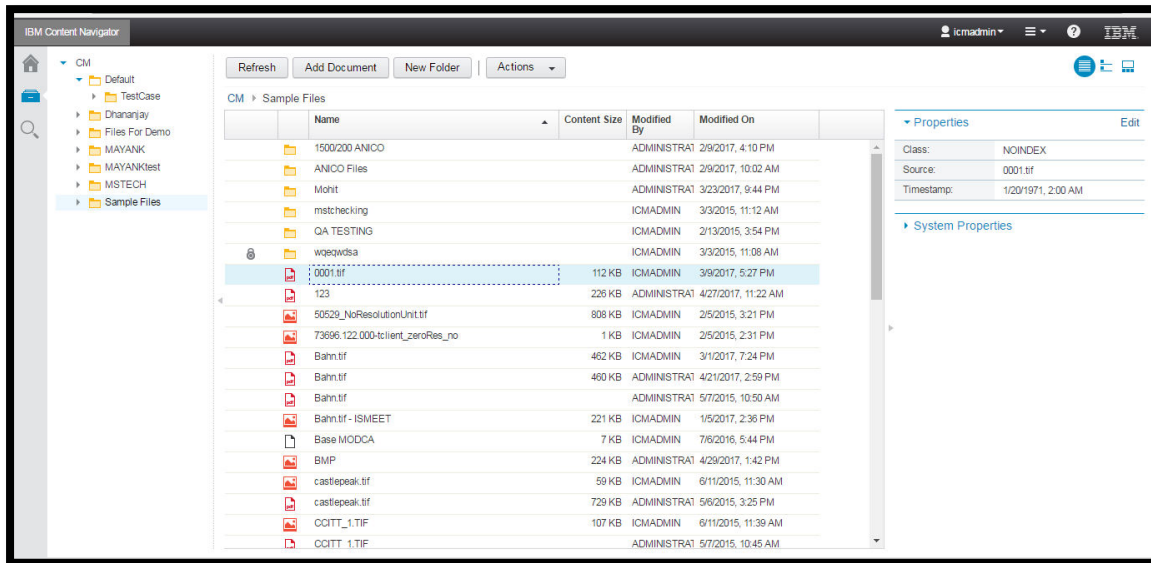 IBM Content Navigator
icmadmin
IBM
CM
Default
TestCase
Dhananjay
Files For Demo
MAYANK
MAYANKtest
MSTECH
Sample Files
Refresh
Add Document
New Folder
Actions
CM Sample Files
Name Content Size Modified By Modified On
1500/200 ANICO ADMINISTRAT 2/9/2017, 4:10 PM
ANICO Files ADMINISTRAT 2/9/2017, 10:02 AM
Mohit ADMINISTRAT 3/23/2017, 9:44 PM
mstchecking ICMADMIN 3/3/2015, 11:12 AM
QA TESTING ICMADMIN 2/13/2015, 3:54 PM
wqeqwdsa ICMADMIN 3/3/2015, 11:08 AM
0001.tif 112 KB ICMADMIN 3/9/2017, 5:27 PM
123 226 KB ADMINISTRAT 4/27/2017, 11:22 AM
50529_NoResolutionUnit.tif 808 KB ICMADMIN 2/5/2015, 3:21 PM
73696.122.000-tclient_zeroRes_no 1 KB ICMADMIN 2/5/2015, 2:31 PM
Bahn.tif 462 KB ICMADMIN 3/1/2017, 7:24 PM
Bahn.tif 460 KB ADMINISTRAT 4/21/2017, 2:59 PM
Bahn.tif ADMINISTRAT 5/7/2015, 10:50 AM
Bahn.tif - ISMEET 221 KB ICMADMIN 1/5/2017, 2:36 PM
Base MODCA 7 KB ICMADMIN 7/6/2016, 5:44 PM
BMP 224 KB ADMINISTRAT 4/29/2017, 1:42 PM
castlepeak.tif 59 KB ICMADMIN 6/11/2015, 11:30 AM
castlepeak.tif 729 KB ADMINISTRAT 5/6/2015, 3:25 PM
CCITT_1.TIF 107 KB ICMADMIN 6/11/2015, 11:39 AM
CCITT_1.TIF ADMINISTRAT 5/7/2015, 10:45 AM
Properties Edit
Class: NOINDEX
Source: 0001.tif
Timestamp: 1/20/1971, 2:00 AM
System Properties